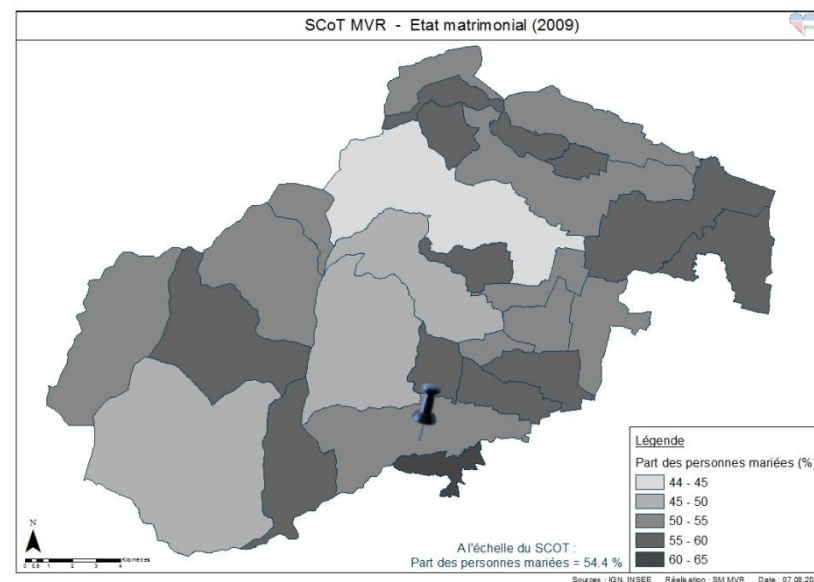 SCoT MVR - Etat matrimonial (2009)
Légende
Part des personnes mariées (%)
44 - 45
45 - 50
50 - 55
55 - 60
60 - 65
N
0 0.5 1 2 3 4
Kilomètres
A l'échelle du SCOT :
Part des personnes mariées = 54.4 %
Sources : IGN, INSEE Réalisation : SM MVR Date : 07.08.20